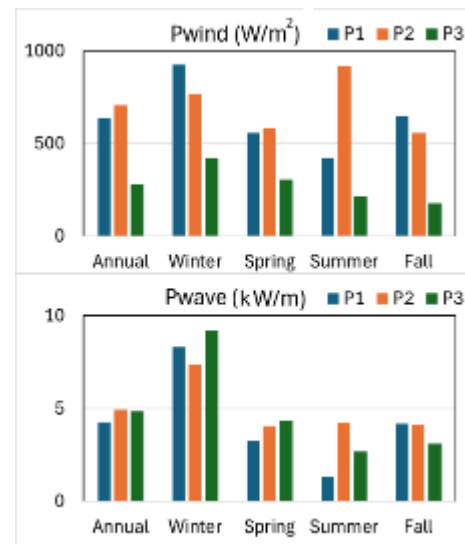 Pwind (W/m²) P1 P2 P3
1000
500
0
Annual Winter Spring Summer Fall
Pwave (kW/m) P1 P2 P3
10
5
0
Annual Winter Spring Summer Fall